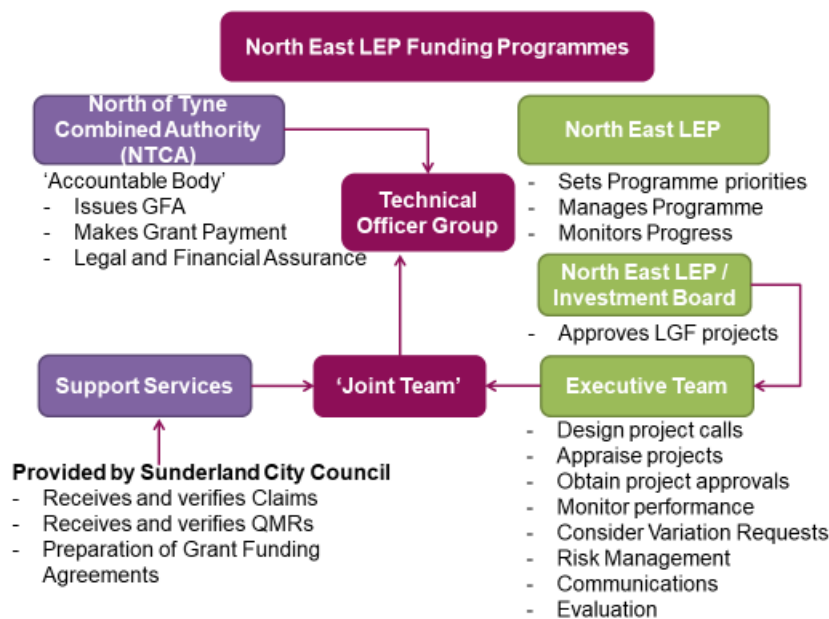 North East LEP Funding Programmes
North of Tyne
Combined Authority
(NTCA)
‘Accountable Body’
- Issues GFA
- Makes Grant Payment
- Legal and Financial Assurance
Technical
Officer Group
North East LEP
- Sets Programme priorities
- Manages Programme
- Monitors Progress
North East LEP /
Investment Board
- Approves LGF projects
Support Services
‘Joint Team’
Executive Team
Provided by Sunderland City Council
- Receives and verifies Claims
- Receives and verifies QMRs
- Preparation of Grant Funding
Agreements
- Design project calls
- Appraise projects
- Obtain project approvals
- Monitor performance
- Consider Variation Requests
- Risk Management
- Communications
- Evaluation